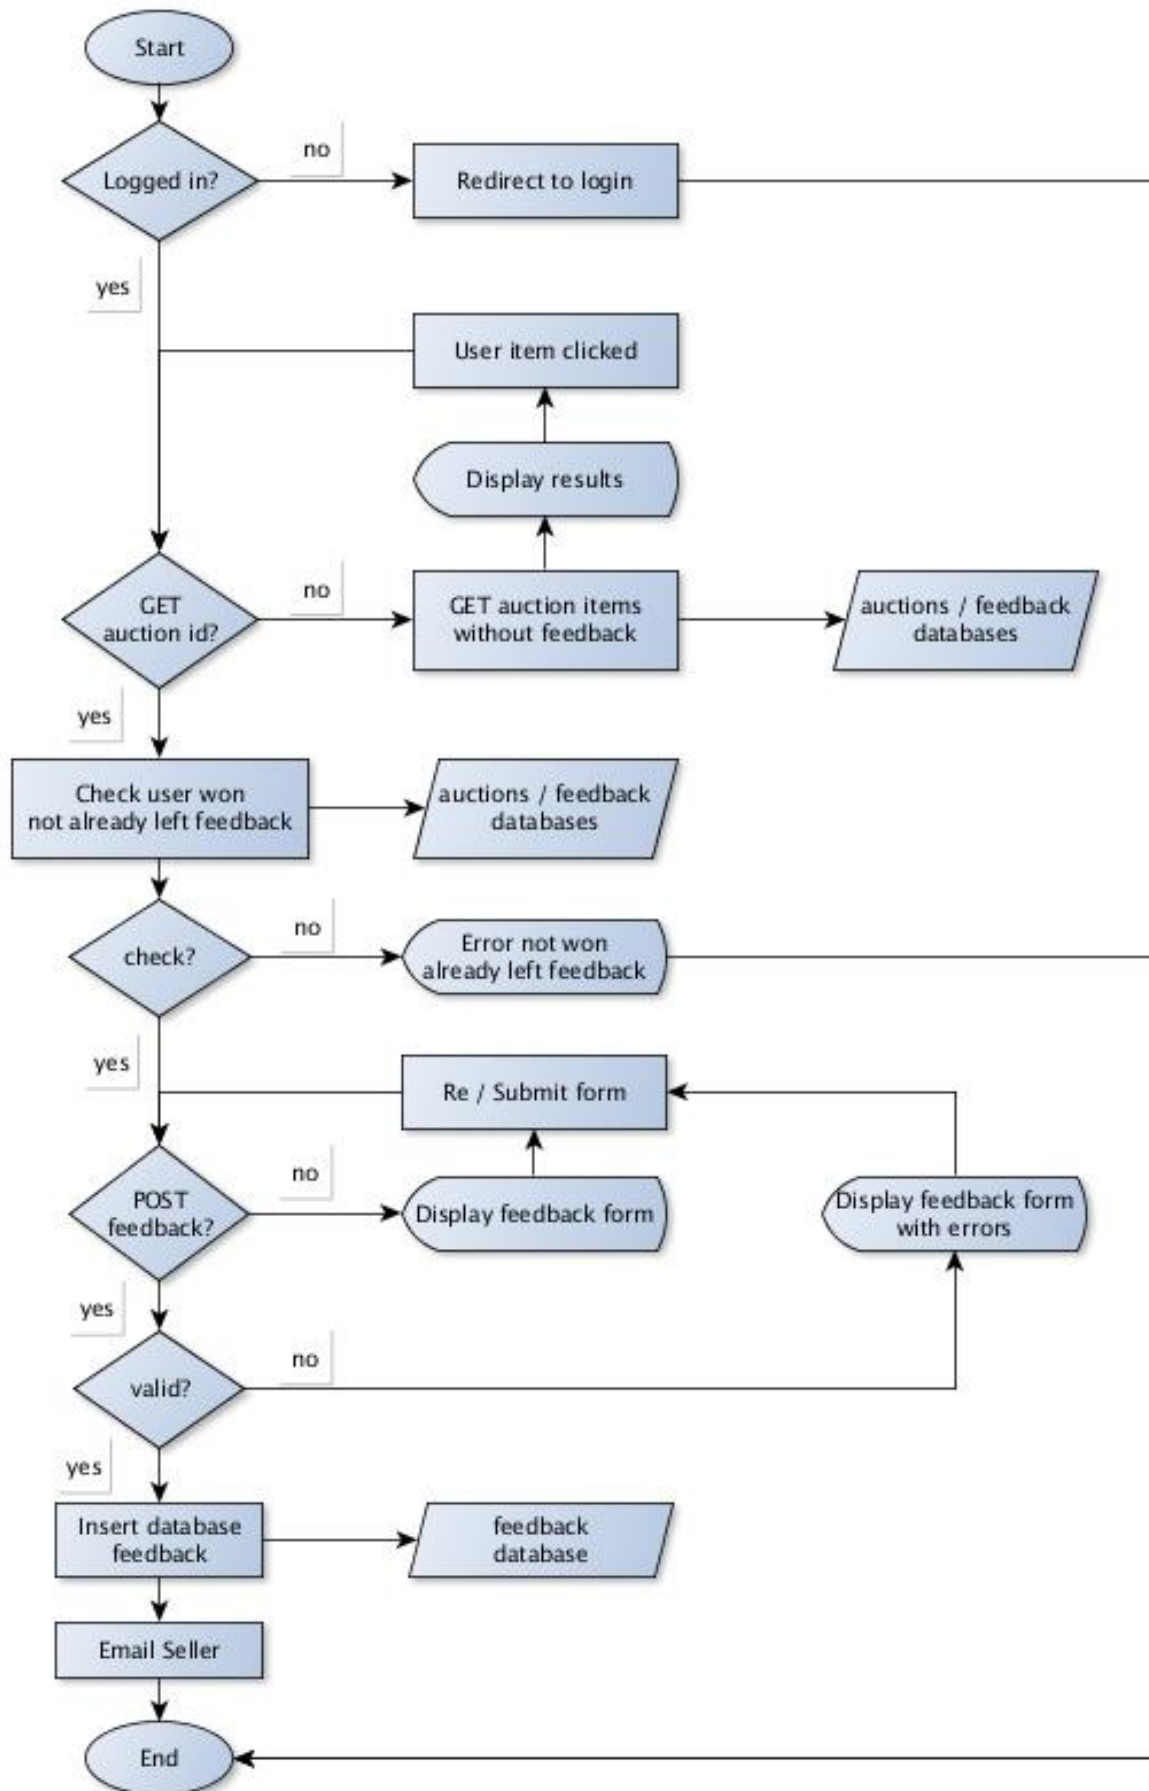 Start
no
Logged in?
Redirect to login
yes
User item clicked
Display results
no
GET
auction id?
GET auction items
without feedback
auctions / feedback
databases
yes
Check user won
not already left feedback
auctions / feedback
databases
no
check?
Error not won
already left feedback
yes
Re / Submit form
no
POST
feedback?
Display feedback form
Display feedback form
with errors
yes
no
valid?
yes
Insert database
feedback
feedback
database
Email Seller
End